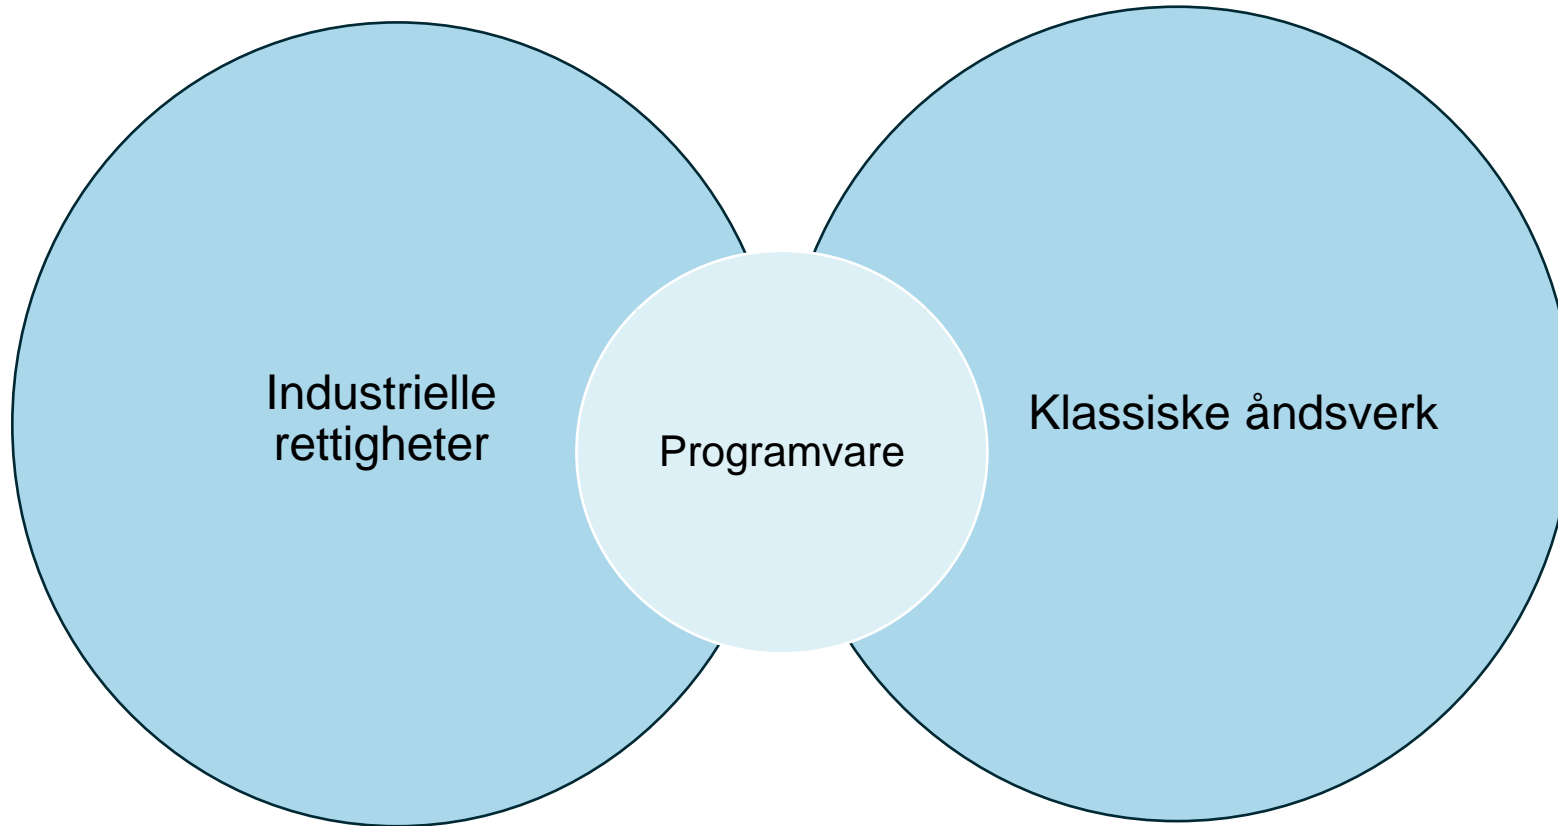 Industrielle
rettigheter
Programvare
Klassiske åndsverk